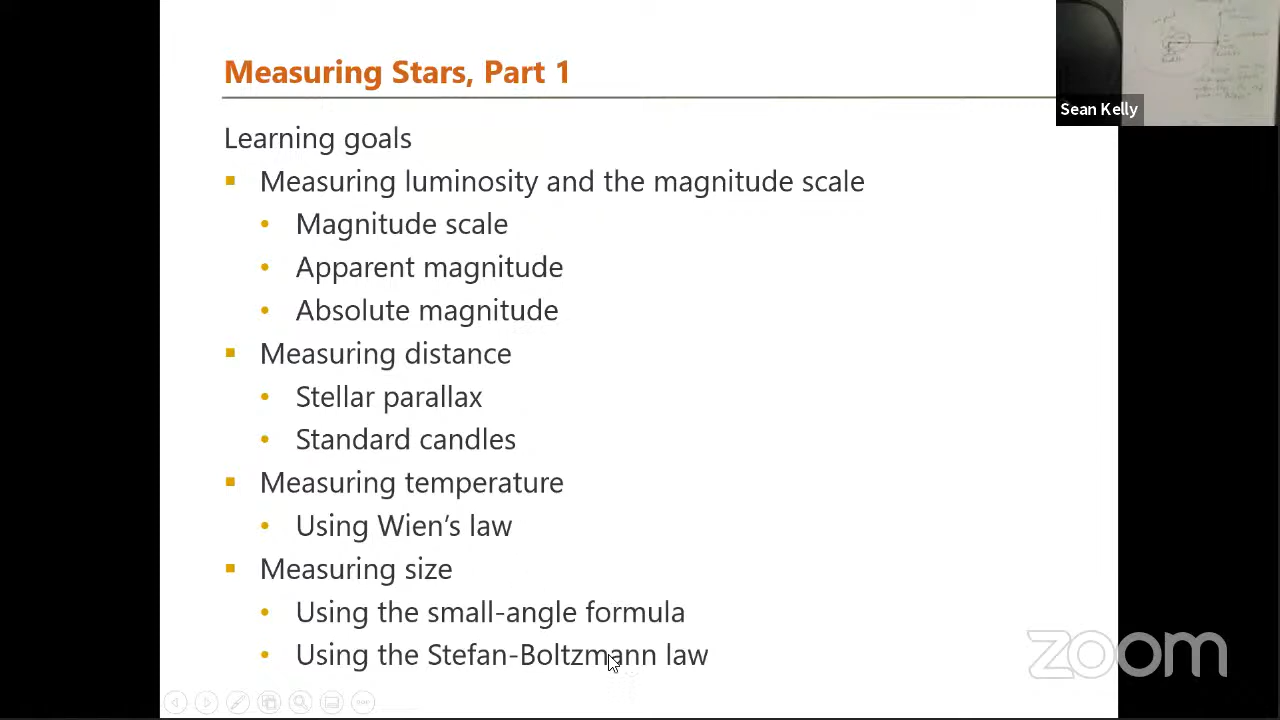 Measuring Stars, Part 1
Sean Kelly
Learning goals
Measuring luminosity and the magnitude scale
Magnitude scale
Apparent magnitude
Absolute magnitude
Measuring distance
Stellar parallax
Standard candles
Measuring temperature
Using Wien's law
Measuring size
Using the small-angle formula
Using the Stefan-Boltzmann law
zoom